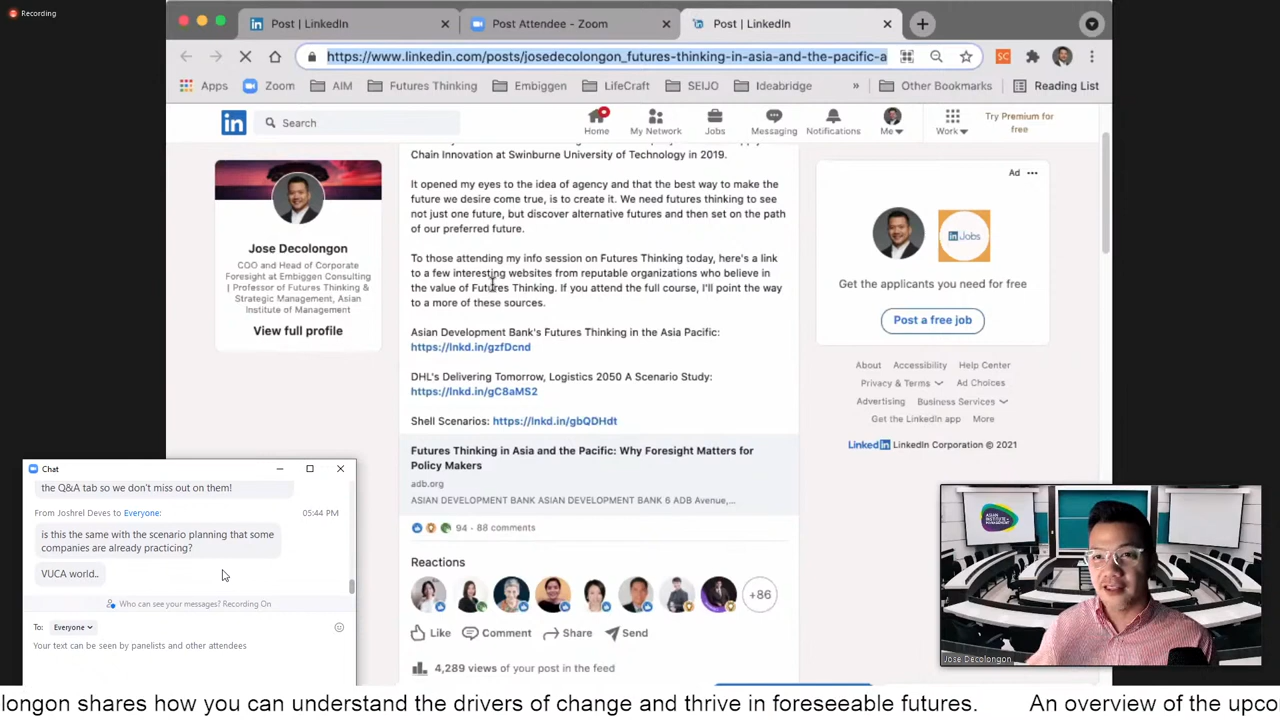 Recording
Post | LinkedIn
Post Attendee - Zoom
Post | LinkedIn
https://www.linkedin.com/posts/josedecolongon_futures-thinking-in-asia-and-the-pacific-a
SC
Apps
Zoom
AIM
Futures Thinking
Embiggen
LifeCraft
SEIJO
Ideabridge
»
Other Bookmarks
Reading List
in
Search
Home
My Network
Jobs
Messaging
Notifications
Me
Work
Try Premium for
free
Jose Decolongon
COO and Head of Corporate
Foresight at Embiggen Consulting
| Professor of Futures Thinking &
Strategic Management, Asian
Institute of Management
View full profile
Chain Innovation at Swinburne University of Technology in 2019.
It opened my eyes to the idea of agency and that the best way to make the
future we desire come true, is to create it. We need futures thinking to see
not just one future, but discover alternative futures and then set on the path
of our preferred future.
To those attending my info session on Futures Thinking today, here's a link
to a few interesting websites from reputable organizations who believe in
the value of Futures Thinking. If you attend the full course, I'll point the way
to a more of these sources.
Asian Development Bank's Futures Thinking in the Asia Pacific:
https://lnkd.in/gzfDcnd
DHL's Delivering Tomorrow, Logistics 2050 A Scenario Study:
https://lnkd.in/gC8aMS2
Shell Scenarios: https://lnkd.in/gbQDHdt
Futures Thinking in Asia and the Pacific: Why Foresight Matters for
Policy Makers
adb.org
ASIAN DEVELOPMENT BANK ASIAN DEVELOPMENT BANK 6 ADB Avenue,...
94 · 88 comments
Reactions
+86
Like
Comment
Share
Send
4,289 views of your post in the feed
Ad
in Jobs
Get the applicants you need for free
Post a free job
About Accessibility Help Center
Privacy & Terms Ad Choices
Advertising Business Services
Get the LinkedIn app More
Linked in LinkedIn Corporation © 2021
Chat
the Q&A tab so we don't miss out on them!
From Joshrel Deves to Everyone:
05:44 PM
is this the same with the scenario planning that some
companies are already practicing?
VUCA world..
Who can see your messages? Recording On
To: Everyone
Your text can be seen by panelists and other attendees
ASIAN
INSTITUTE OF
MANAGEMENT
Jose Decolongon
longon shares how you can understand the drivers of change and thrive in foreseeable futures.
An overview of the upco